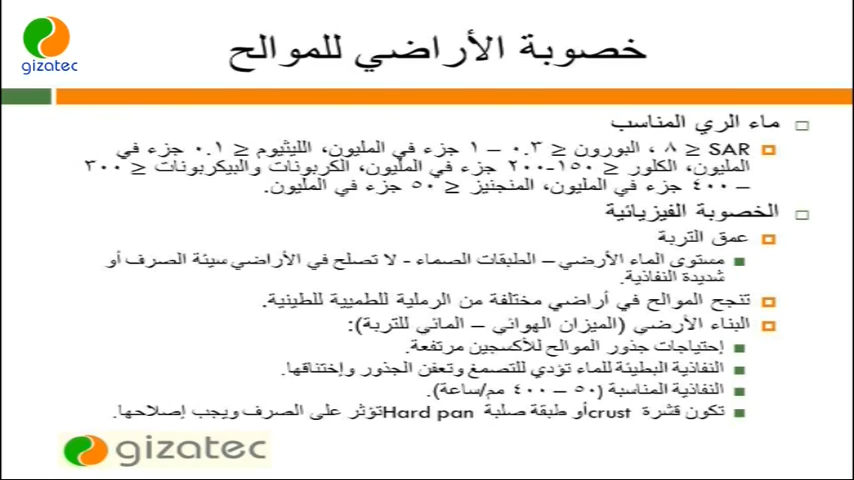 gizatec
خصوبة الأراضي للموالح
ماء الري المناسب
SAR ≤ ٨ ، البورون ≤ ٠.٣ – ١ جزء في المليون، الليثيوم ≤ ٠.١ جزء في
المليون، الكلور ≤ ١٥٠-٢٠٠ جزء في المليون، الكربونات والبيكربونات ≤ ٣٠٠
– ٤٠٠ جزء في المليون، المنجنيز ≤ ٥٠ جزء في المليون.
الخصوبة الفيزيائية
عمق التربة
مستوى الماء الأرضي – الطبقات الصماء - لا تصلح في الأراضي سيئة الصرف أو
شديدة النفاذية.
تنجح الموالح في أراضي مختلفة من الرملية للطميية للطينية.
البناء الأرضي (الميزان الهوائي – المائي للتربة):
إحتياجات جذور الموالح للأكسجين مرتفعة.
النفاذية البطيئة للماء تؤدي للتصمغ وتعفن الجذور وإختناقها.
النفاذية المناسبة (٥٠ – ٤٠٠ مم/ساعة).
تكون قشرة crustأو طبقة صلبة Hard panتؤثر على الصرف ويجب إصلاحها.
gizatec